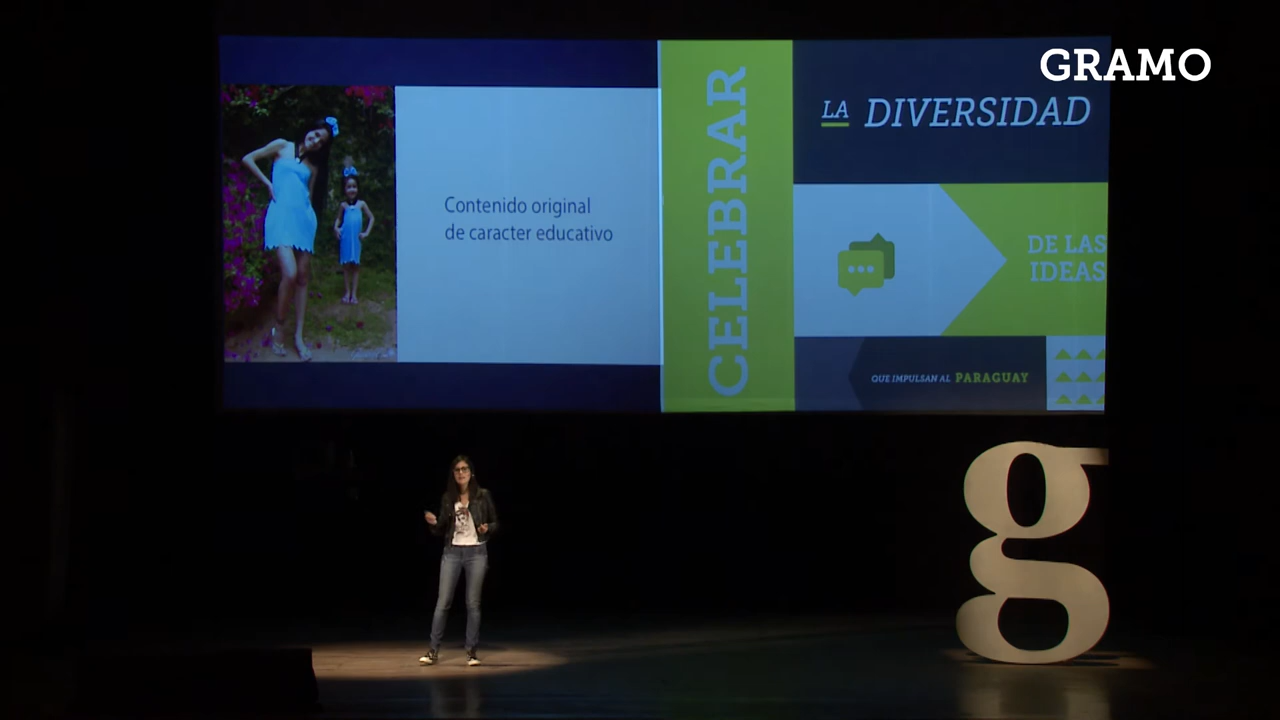 GRAMO
Contenido original
de caracter educativo
CELEBRAR
LA DIVERSIDAD
DE LAS
IDEAS
QUE IMPULSAN AL PARAGUAY
g